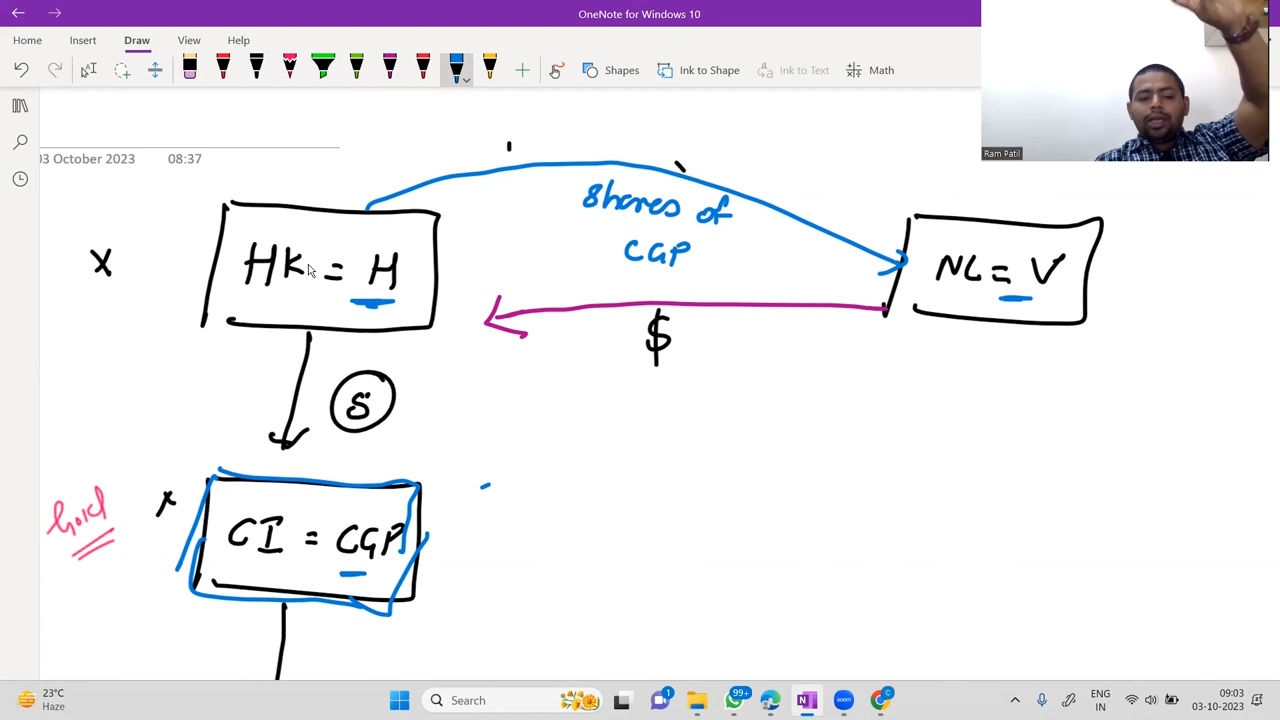 OneNote for Windows 10
Home Insert Draw View Help
Shapes Ink to Shape Ink to Text Math
03 October 2023 08:37
Ram Patil
Shares of
CGP
X HK = H
NL = V
$
S
Gold
x CI = CGP
23°C
Haze
Search
99+
1
ENG
IN
09:03
03-10-2023